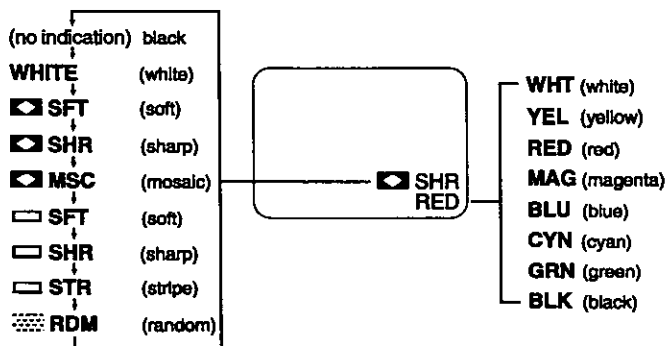 (no indication) black
WHITE (white)
SFT (soft)
SHR (sharp)
MSC (mosaic)
SFT (soft)
SHR (sharp)
STR (stripe)
RDM (random)
SHR
RED
WHT (white)
YEL (yellow)
RED (red)
MAG (magenta)
BLU (blue)
CYN (cyan)
GRN (green)
BLK (black)